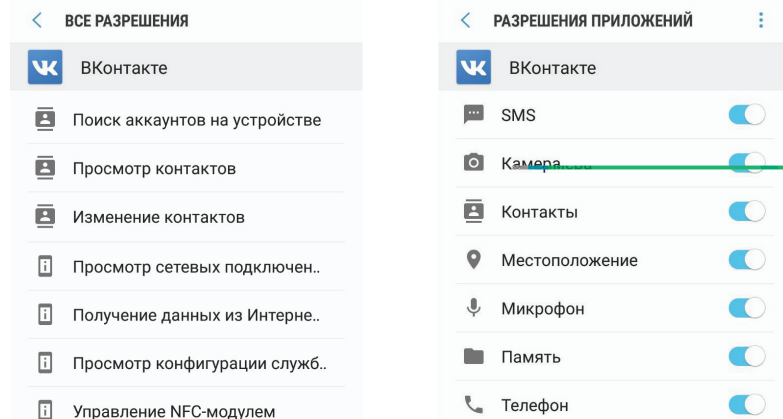 ВСЕ РАЗРЕШЕНИЯ
ВКонтакте
Поиск аккаунтов на устройстве
Просмотр контактов
Изменение контактов
Просмотр сетевых подключен..
Получение данных из Интерне..
Просмотр конфигурации служб..
Управление NFC-модулем
РАЗРЕШЕНИЯ ПРИЛОЖЕНИЙ
ВКонтакте
SMS
Камера
Контакты
Местоположение
Микрофон
Память
Телефон